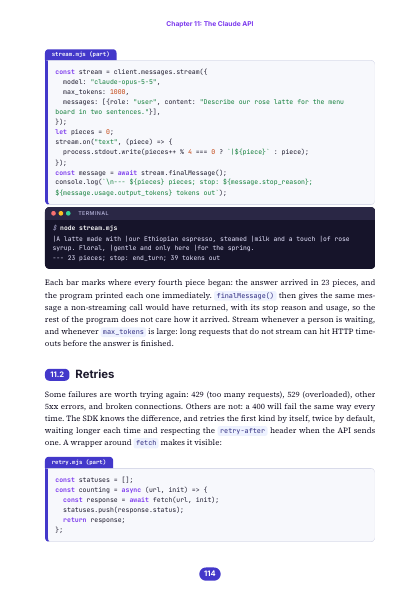 Chapter 11: The Claude API
stream.mjs (part)
const stream = client.messages.stream({
model: "claude-opus-5-5",
max_tokens: 1000,
messages: [{role: "user", content: "Describe our rose latte for the menu
board in two sentences."}],
});
let pieces = 0;
stream.on("text", (piece) => {
process.stdout.write(pieces++ % 4 === 0 ? `|${piece}` : piece);
});
const message = await stream.finalMessage();
console.log(`\n--- ${pieces} pieces; stop: ${message.stop_reason};
${message.usage.output_tokens} tokens out`);
TERMINAL
$ node stream.mjs
|A latte made with |our Ethiopian espresso, steamed |milk and a touch |of rose
syrup. Floral, |gentle and only here |for the spring.
--- 23 pieces; stop: end_turn; 39 tokens out
Each bar marks where every fourth piece began: the answer arrived in 23 pieces, and
the program printed each one immediately. finalMessage() then gives the same mes-
sage a non-streaming call would have returned, with its stop reason and usage, so the
rest of the program does not care how it arrived. Stream whenever a person is waiting,
and whenever max_tokens is large: long requests that do not stream can hit HTTP time-
outs before the answer is finished.
11.2 Retries
Some failures are worth trying again: 429 (too many requests), 529 (overloaded), other
5xx errors, and broken connections. Others are not: a 400 will fail the same way every
time. The SDK knows the difference, and retries the first kind by itself, twice by default,
waiting longer each time and respecting the retry-after header when the API sends
one. A wrapper around fetch makes it visible:
retry.mjs (part)
const statuses = [];
const counting = async (url, init) => {
const response = await fetch(url, init);
statuses.push(response.status);
return response;
};
114